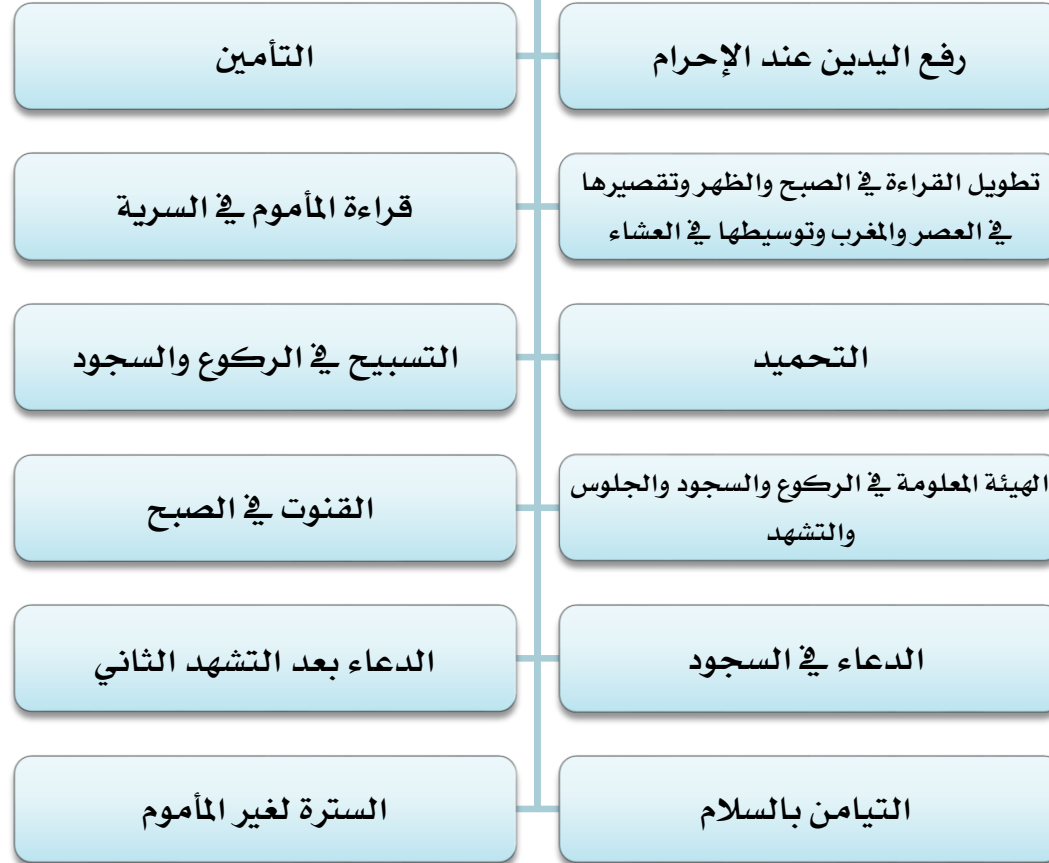 رفع اليدين عند الإحرام
التأمين
تطويل القراءة في الصبح والظهر وتقصيرها
في العصر والمغرب وتوسيطها في العشاء
قراءة المأموم في السرية
التحميد
التسبيح في الركوع والسجود
الهيئة المعلومة في الركوع والسجود والجلوس
والتشهد
القنوت في الصبح
الدعاء في السجود
الدعاء بعد التشهد الثاني
التيامن بالسلام
السترة لغير المأموم